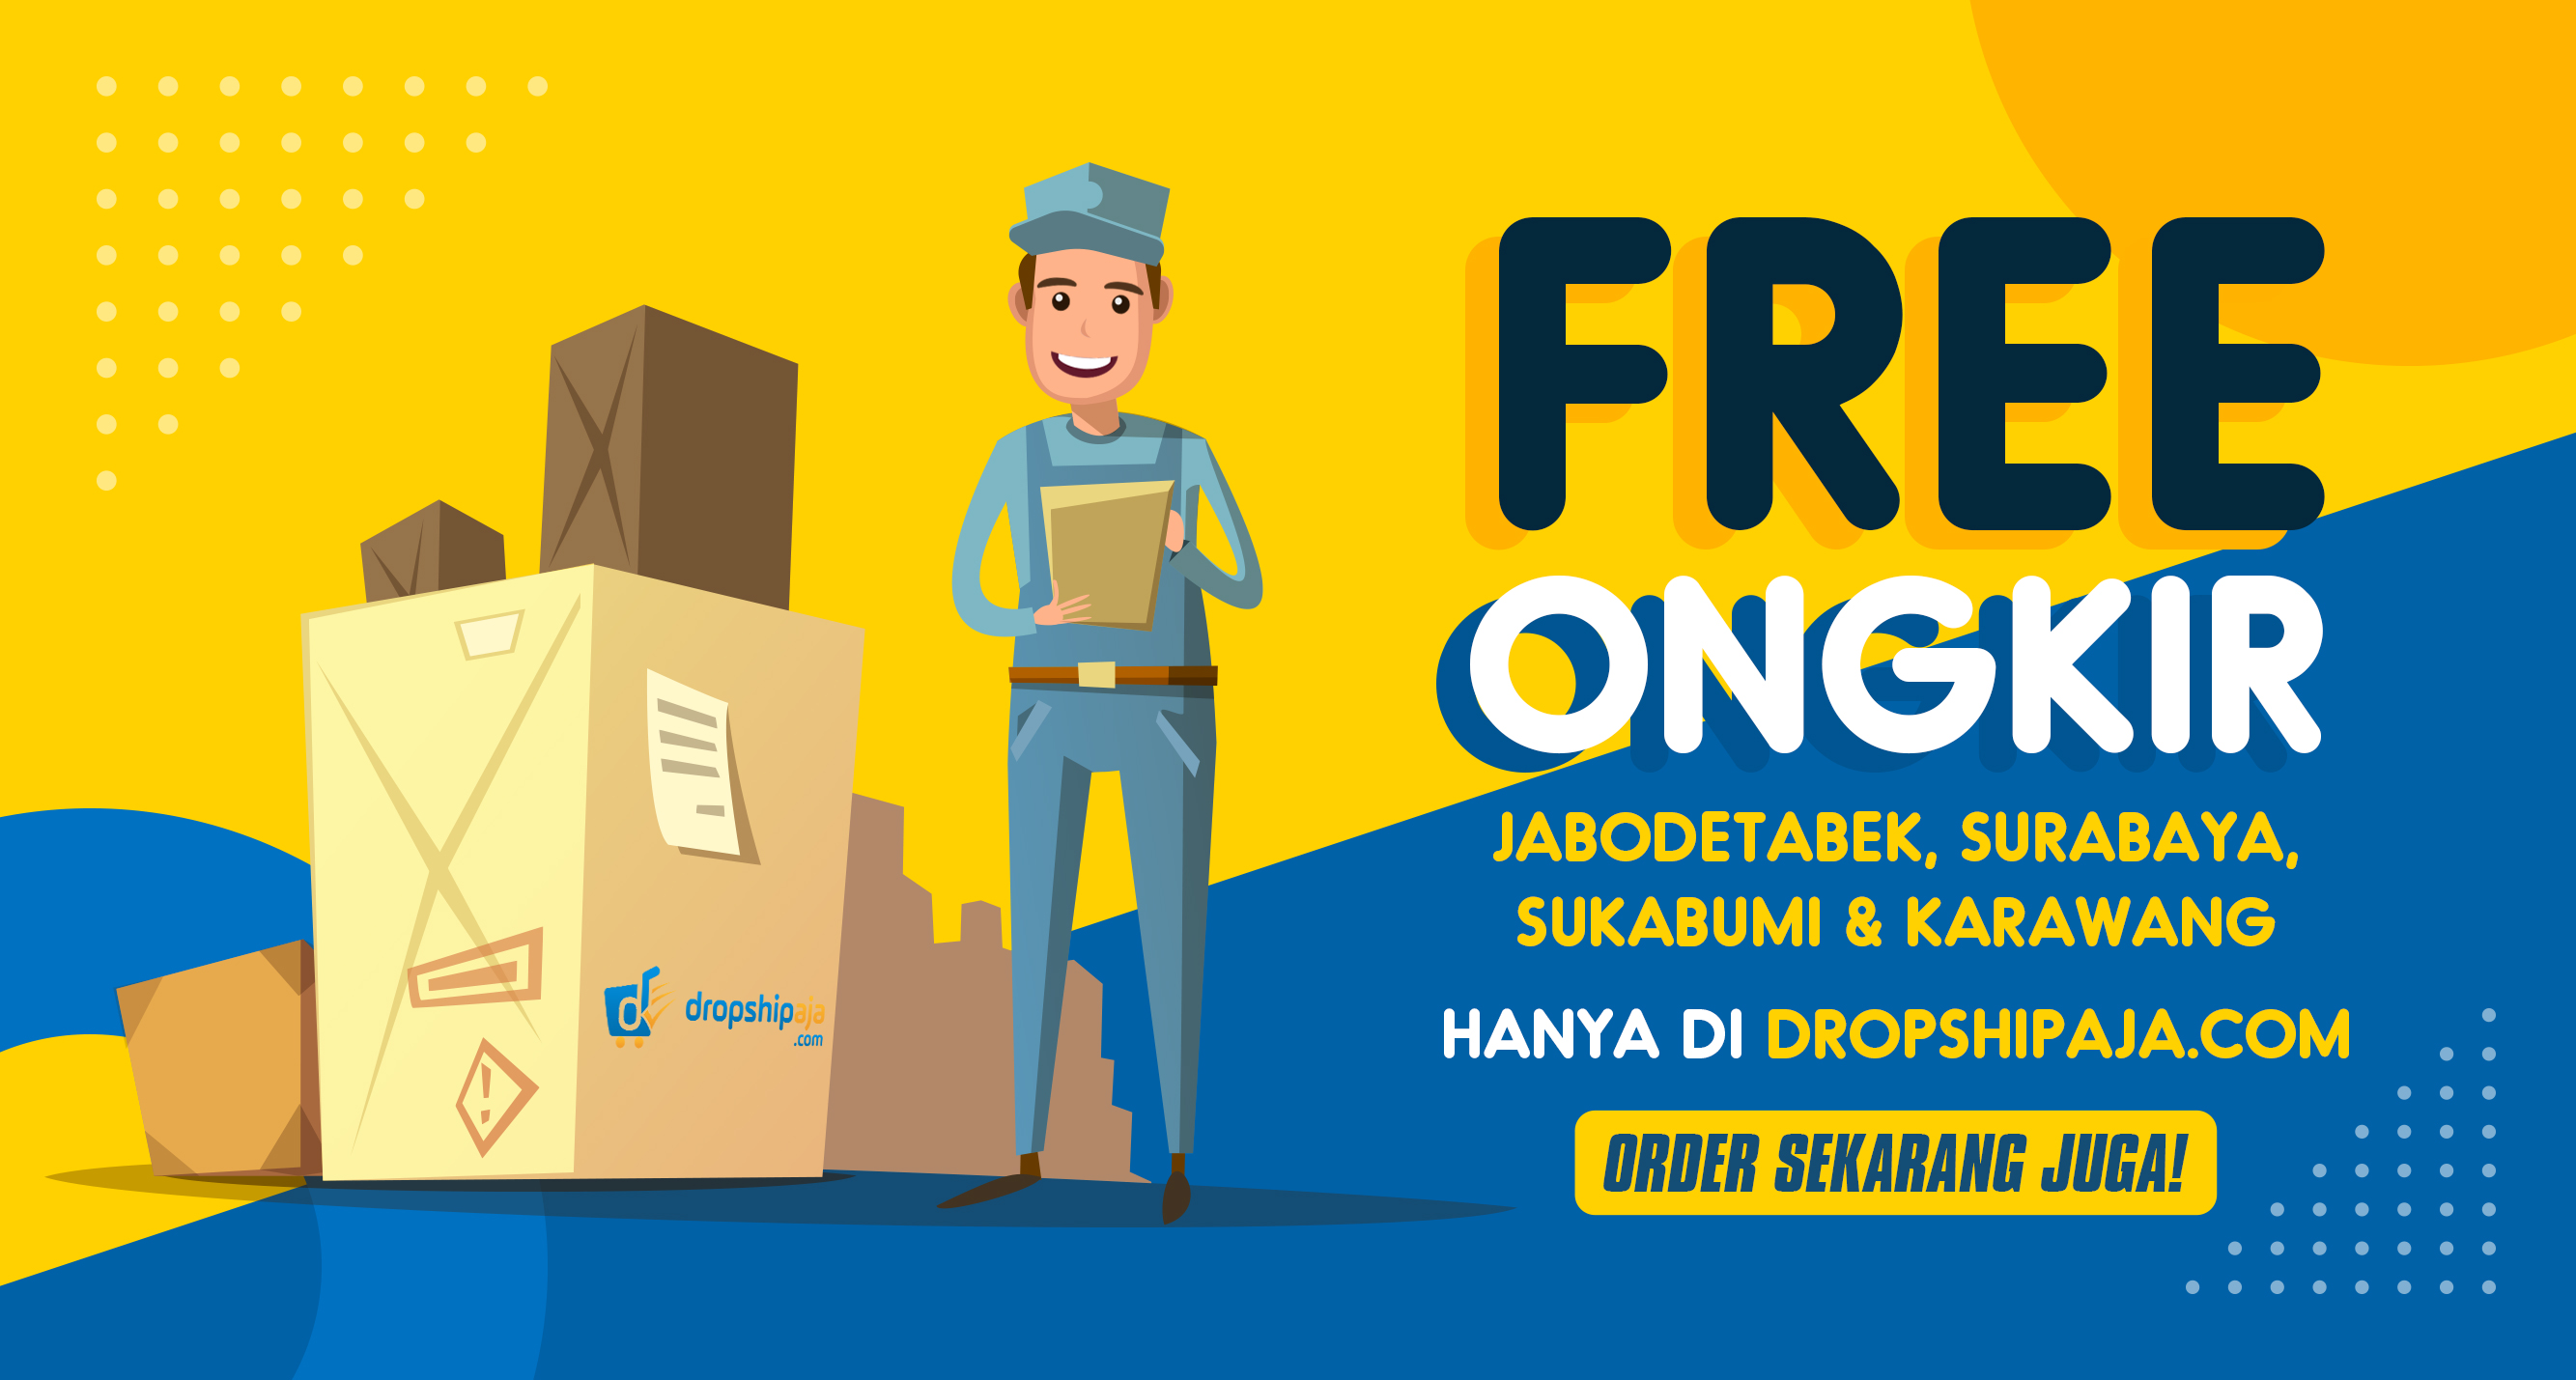 FREE
ONGKIR
JABODETABEK, SURABAYA,
SUKABUMI & KARAWANG
HANYA DI DROPSHIPAJA.COM
ORDER SEKARANG JUGA!
d dropshipaja
.com
!